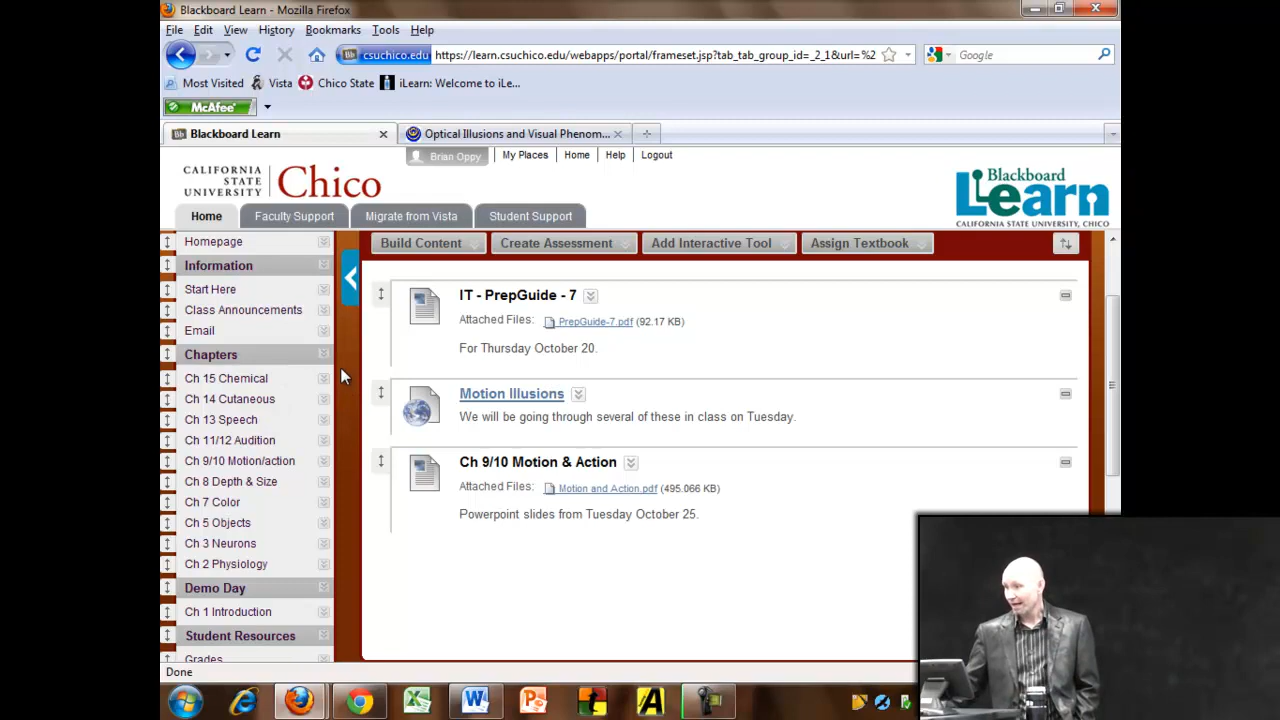 Blackboard Learn - Mozilla Firefox
File Edit View History Bookmarks Tools Help
csuchico.edu https://learn.csuchico.edu/webapps/portal/frameset.jsp?tab_tab_group_id=_2_1&url=%2 Google
Most Visited Vista Chico State iLearn: Welcome to iLe...
McAfee
Blackboard Learn Optical Illusions and Visual Phenom...
Brian Oppy My Places Home Help Logout
CALIFORNIA
STATE
UNIVERSITY, Chico
Blackboard
Learn
CALIFORNIA STATE UNIVERSITY, CHICO
Home Faculty Support Migrate from Vista Student Support
Build Content Create Assessment Add Interactive Tool Assign Textbook
Homepage
Information
Start Here
Class Announcements
Email
Chapters
Ch 15 Chemical
Ch 14 Cutaneous
Ch 13 Speech
Ch 11/12 Audition
Ch 9/10 Motion/action
Ch 8 Depth & Size
Ch 7 Color
Ch 5 Objects
Ch 3 Neurons
Ch 2 Physiology
Demo Day
Ch 1 Introduction
Student Resources
Grades
IT - PrepGuide - 7
Attached Files: PrepGuide-7.pdf (92.17 KB)
For Thursday October 20.
Motion Illusions
We will be going through several of these in class on Tuesday.
Ch 9/10 Motion & Action
Attached Files: Motion and Action.pdf (495.066 KB)
Powerpoint slides from Tuesday October 25.
Done